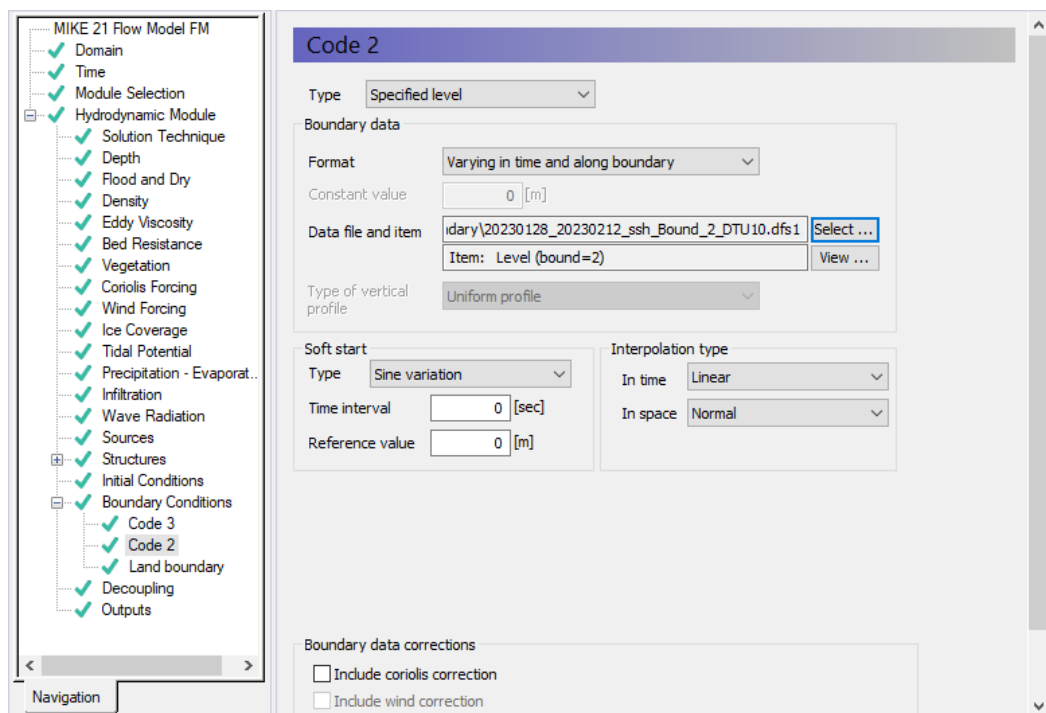 MIKE 21 Flow Model FM
Domain
Time
Module Selection
Hydrodynamic Module
Solution Technique
Depth
Flood and Dry
Density
Eddy Viscosity
Bed Resistance
Vegetation
Coriolis Forcing
Wind Forcing
Ice Coverage
Tidal Potential
Precipitation - Evaporat..
Infiltration
Wave Radiation
Sources
Structures
Initial Conditions
Boundary Conditions
Code 3
Code 2
Land boundary
Decoupling
Outputs
Navigation
Code 2
Type Specified level
Boundary data
Format Varying in time and along boundary
Constant value 0 [m]
Data file and item ıdary\20230128_20230212_ssh_Bound_2_DTU10.dfs1 Select ...
Item: Level (bound=2) View ...
Type of vertical profile Uniform profile
Soft start
Type Sine variation
Time interval 0 [sec]
Reference value 0 [m]
Interpolation type
In time Linear
In space Normal
Boundary data corrections
Include coriolis correction
Include wind correction